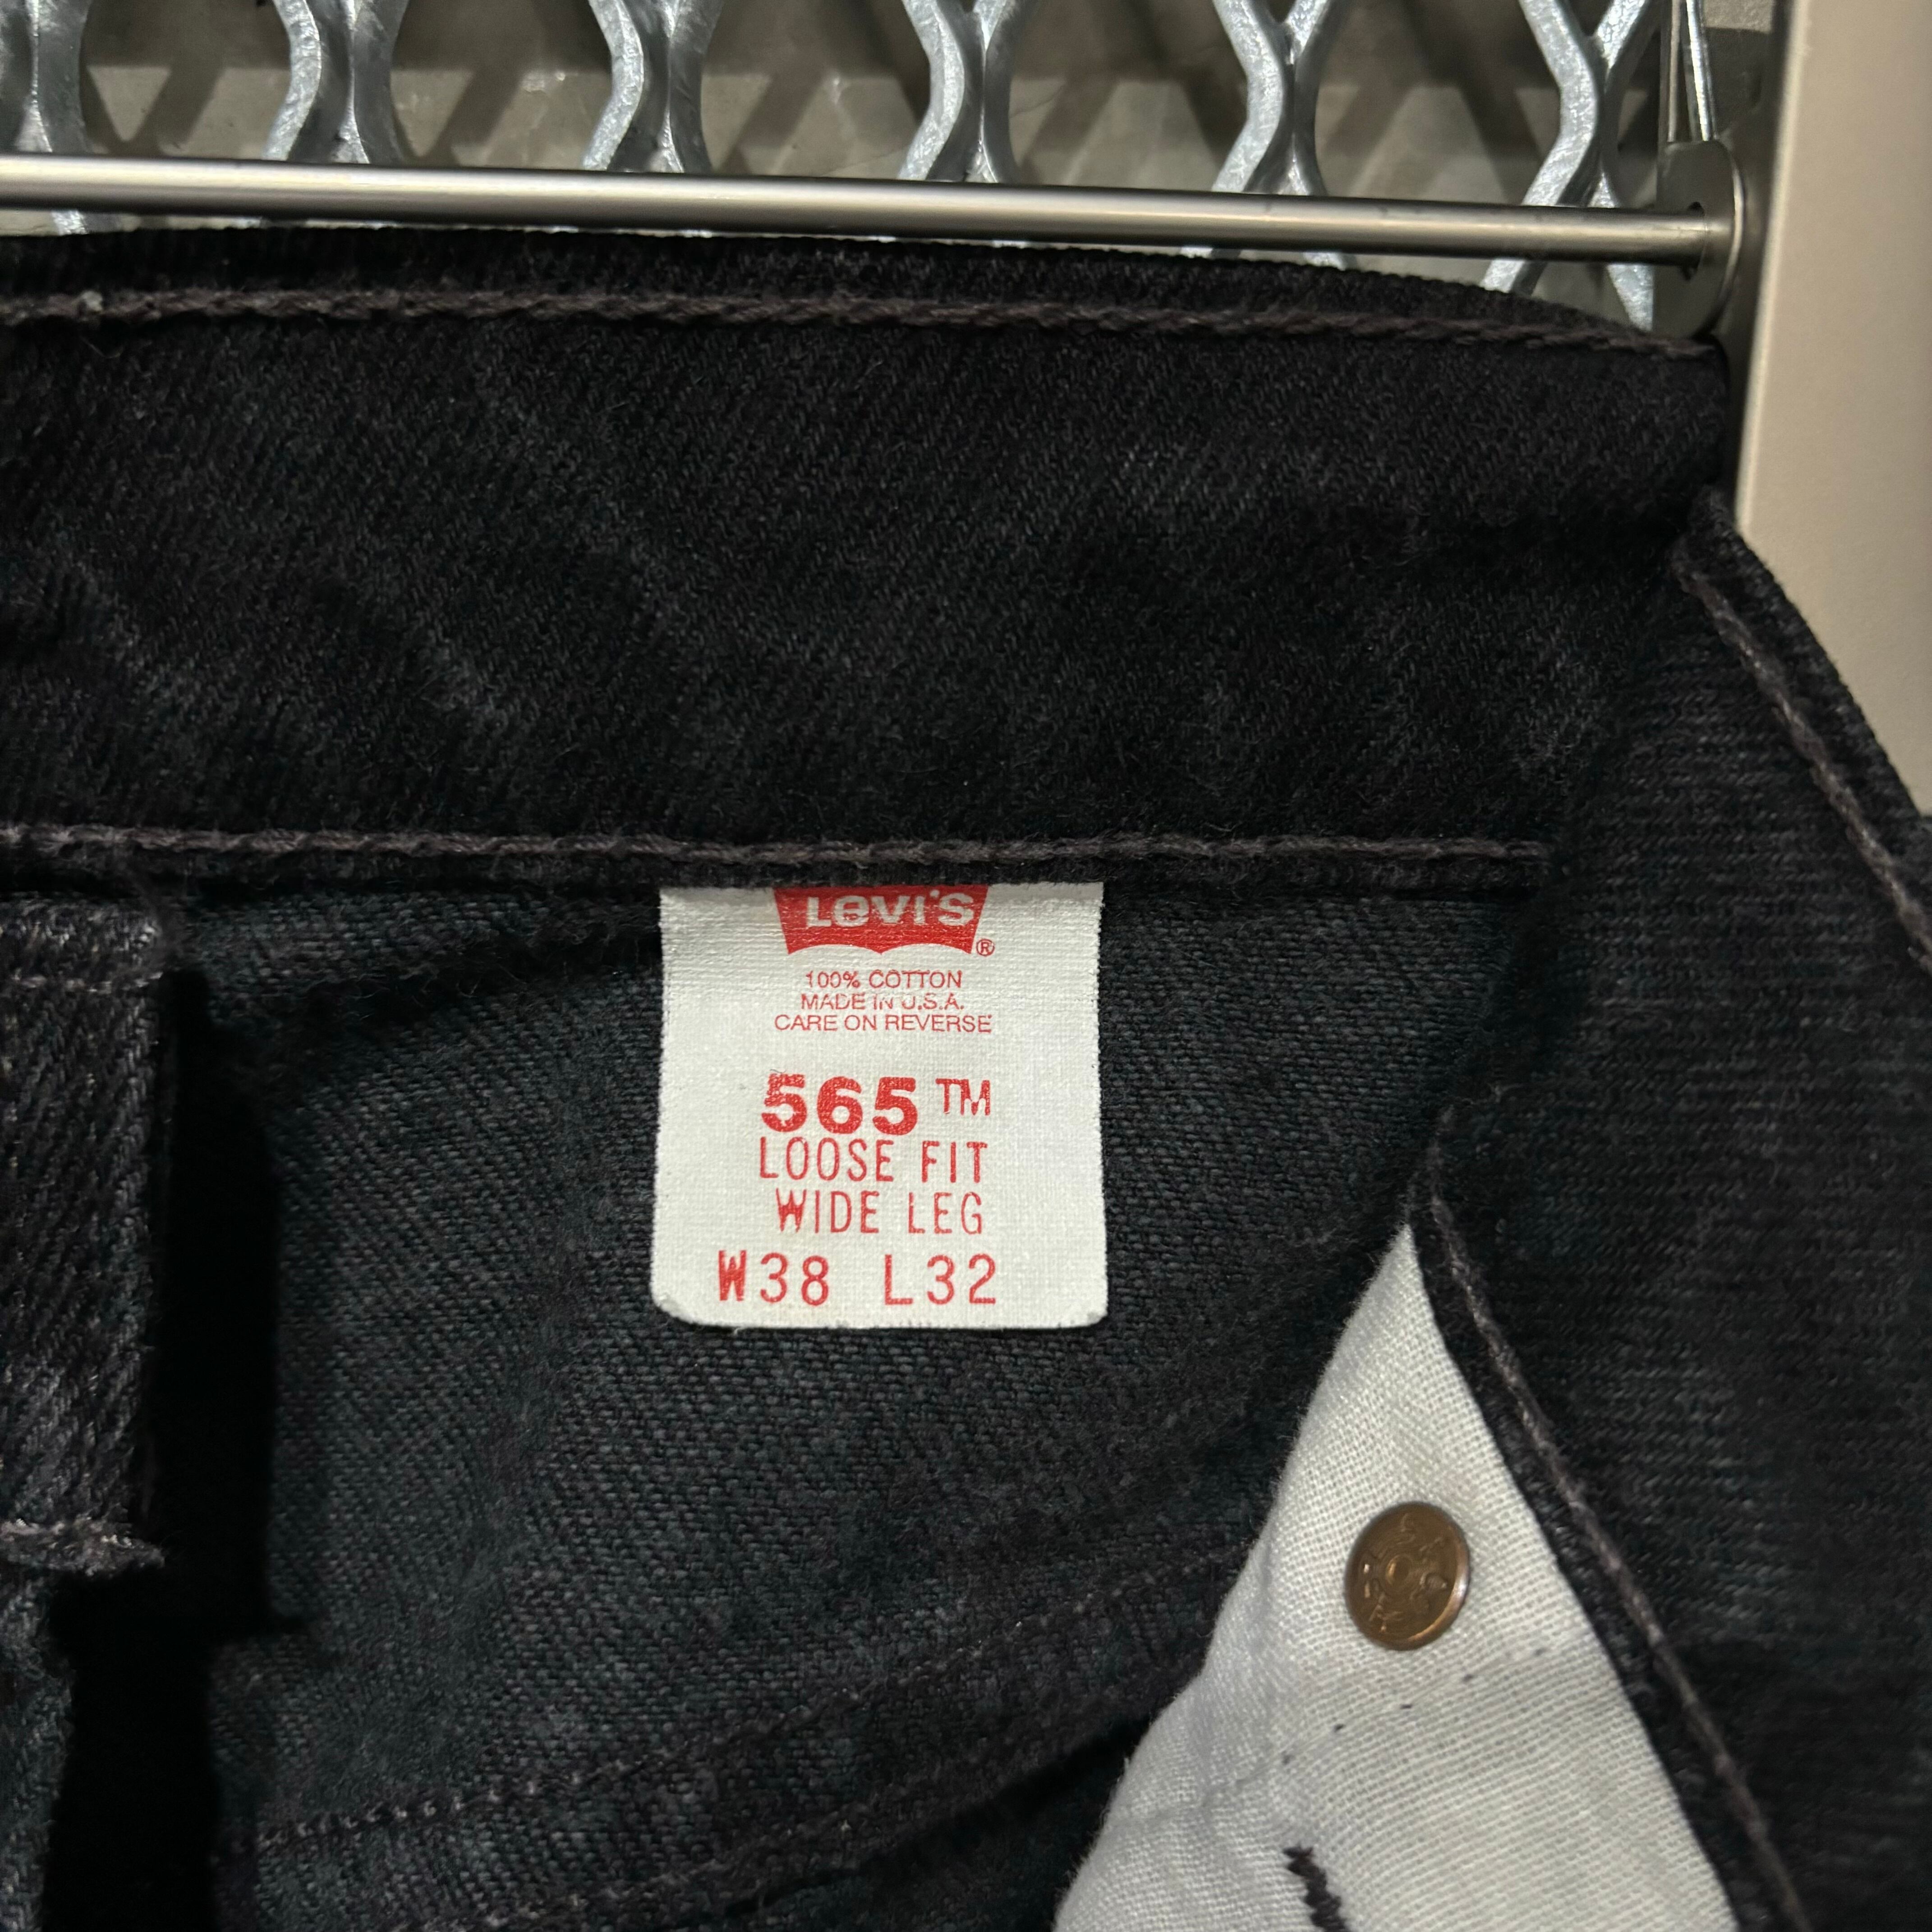 Levi's ®
100% COTTON
MADE IN U.S.A.
CARE ON REVERSE
565 TM
LOOSE FIT
WIDE LEG
W38 L32